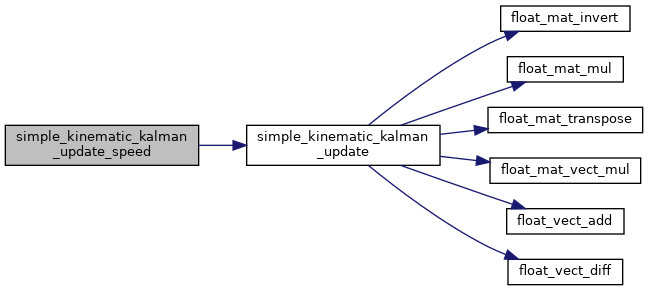 simple_kinematic_kalman
_update_speed
simple_kinematic_kalman
_update
float_mat_invert
float_mat_mul
float_mat_transpose
float_mat_vect_mul
float_vect_add
float_vect_diff